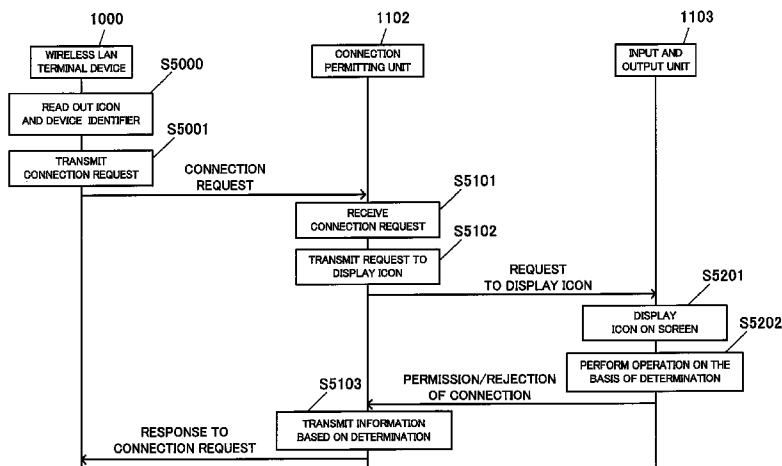 1000
1102
1103
WIRELESS LAN
TERMINAL DEVICE
CONNECTION
PERMITTING UNIT
INPUT AND
OUTPUT UNIT
S5000
READ OUT ICON
AND DEVICE IDENTIFIER
S5001
TRANSMIT
CONNECTION REQUEST
CONNECTION
REQUEST
S5101
RECEIVE
CONNECTION REQUEST
S5102
TRANSMIT REQUEST TO
DISPLAY ICON
REQUEST
TO DISPLAY ICON
S5201
DISPLAY
ICON ON SCREEN
S5202
PERFORM OPERATION ON THE
BASIS OF DETERMINATION
PERMISSION/REJECTION
OF CONNECTION
S5103
TRANSMIT INFORMATION
BASED ON DETERMINATION
RESPONSE TO
CONNECTION REQUEST